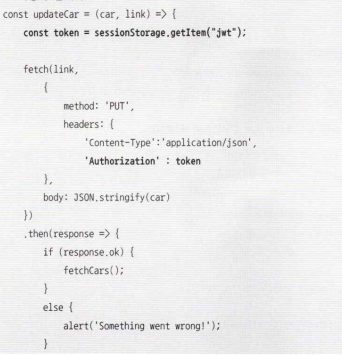 const updateCar = (car, link) => {
    const token = sessionStorage.getItem("jwt");

    fetch(link,
        {
            method: 'PUT',
            headers: {
                'Content-Type':'application/json',
                'Authorization' : token
        },
        body: JSON.stringify(car)
    })
    .then(response => {
        if (response.ok) {
            fetchCars();
        }
        else {
            alert('Something went wrong!');
        }